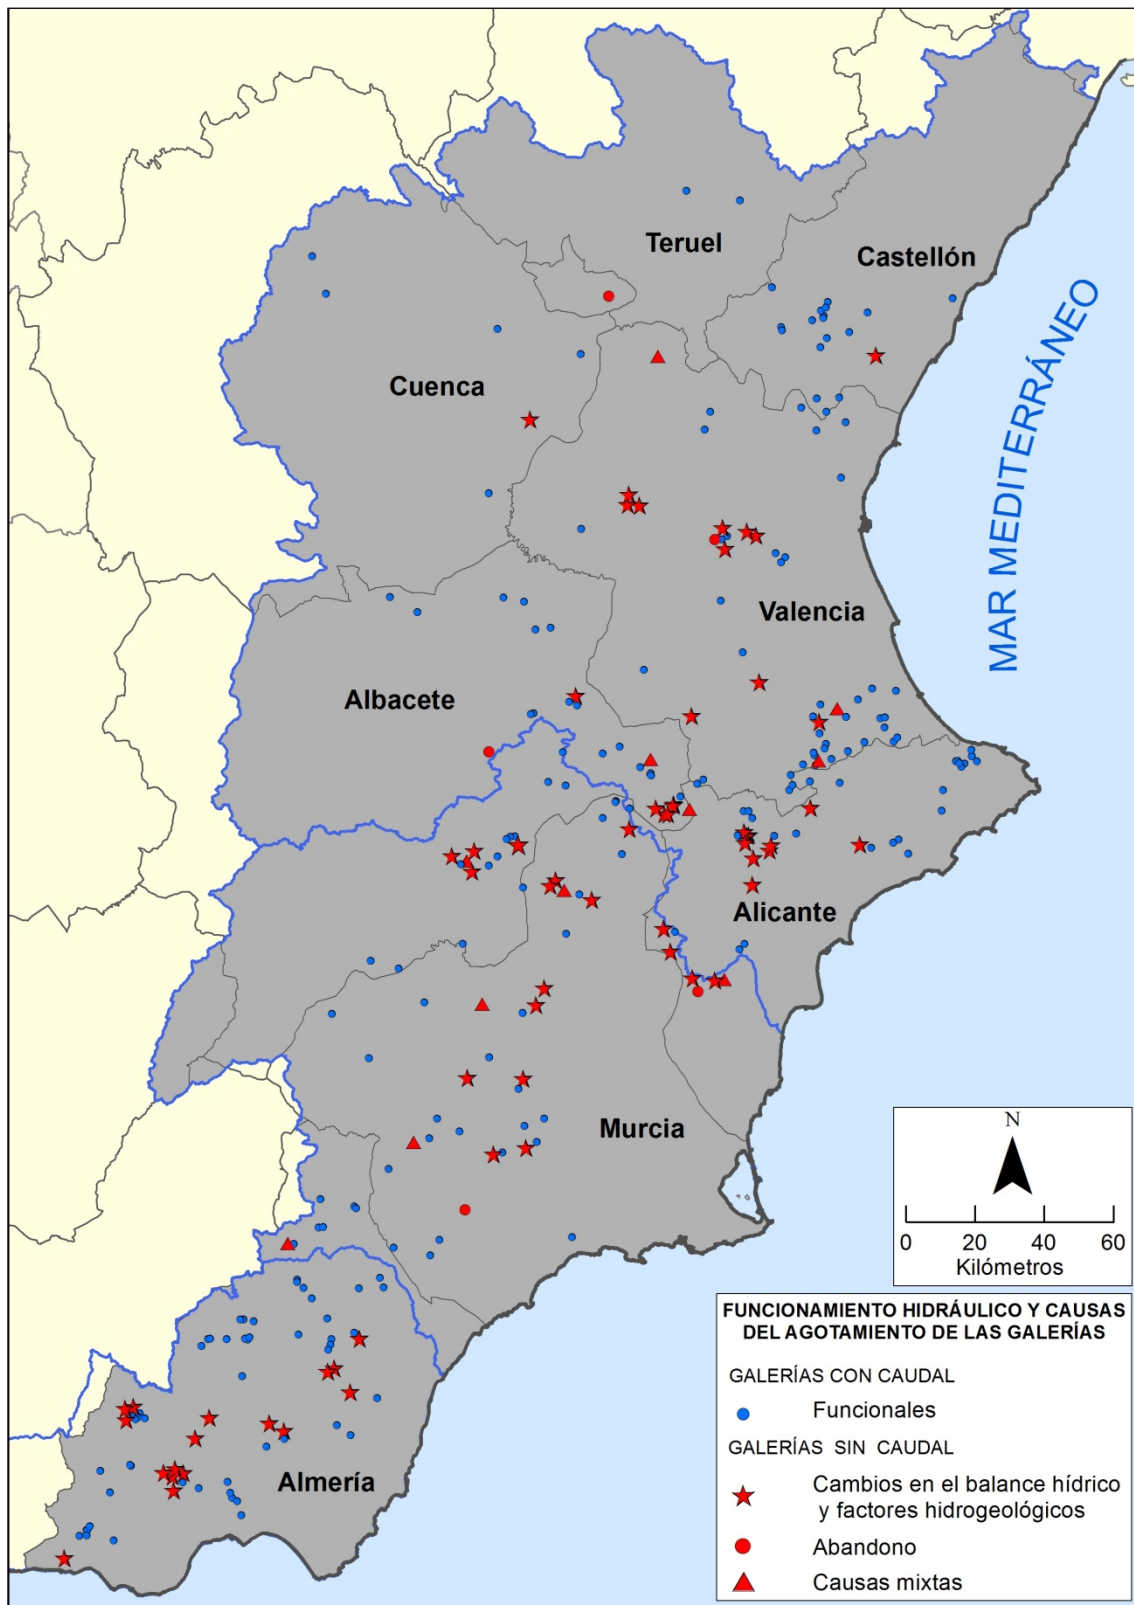 Teruel
Castellón
MAR MEDITERRÁNEO
Cuenca
Valencia
Albacete
Alicante
Murcia
Almería
N
0 20 40 60
Kilómetros
FUNCIONAMIENTO HIDRÁULICO Y CAUSAS
DEL AGOTAMIENTO DE LAS GALERÍAS
GALERÍAS CON CAUDAL
Funcionales
GALERÍAS SIN CAUDAL
Cambios en el balance hídrico
y factores hidrogeológicos
Abandono
Causas mixtas